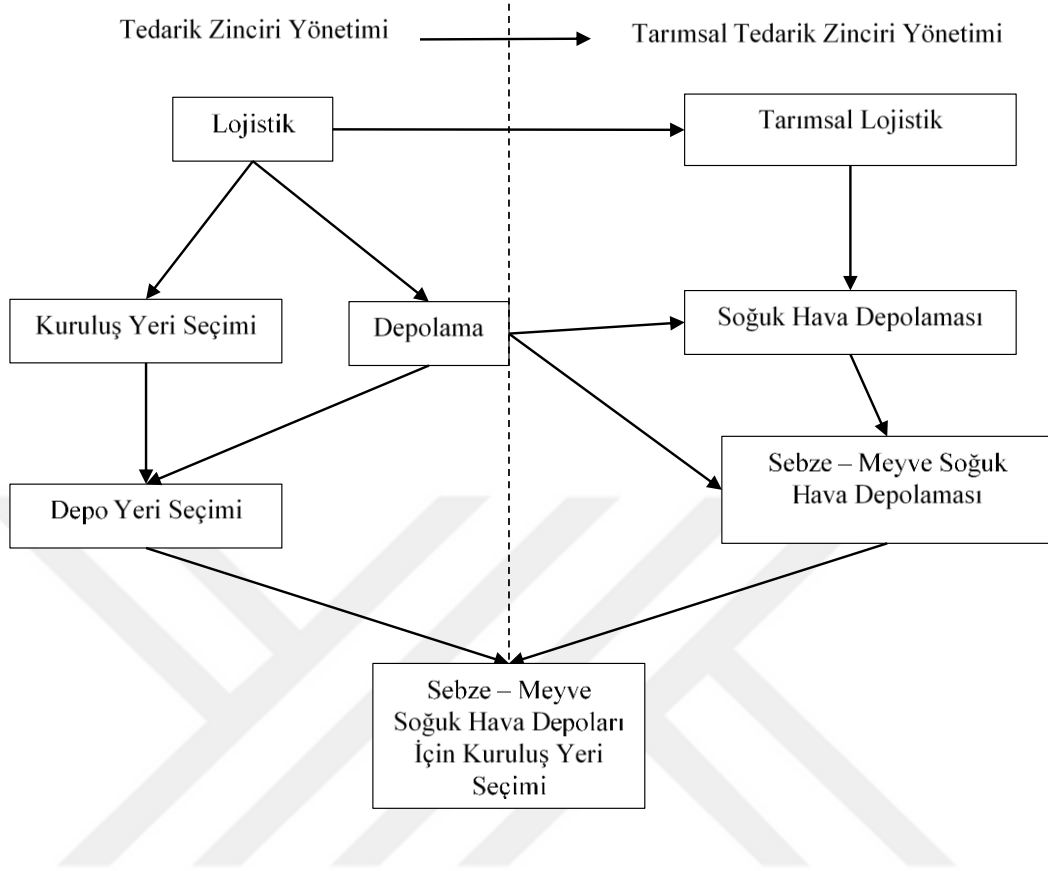 Tedarik Zinciri Yönetimi
Tarımsal Tedarik Zinciri Yönetimi
Lojistik
Tarımsal Lojistik
Kuruluş Yeri Seçimi
Depolama
Soğuk Hava Depolaması
Depo Yeri Seçimi
Sebze – Meyve Soğuk
Hava Depolaması
Sebze – Meyve
Soğuk Hava Depoları
İçin Kuruluş Yeri
Seçimi